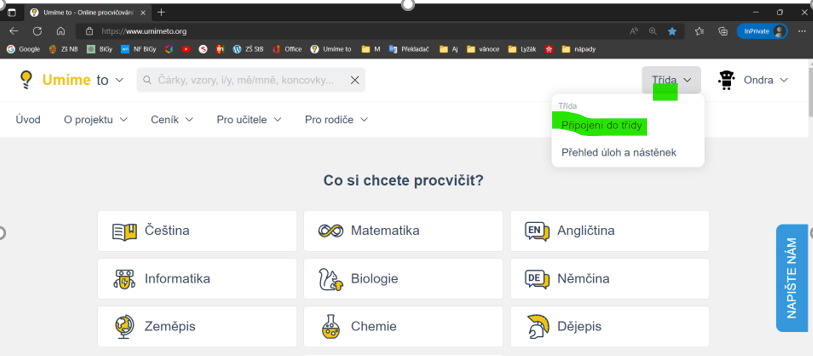 Umíme to - Online procvičování
https://www.umimeto.org
InPrivate
Google ZŠ NB BiGy NF BiGy ZŠ StB Office Umíme to M Překladač Aj vánoce Lyžák nápady
Umíme to
Čárky, vzory, i/y, mě/mně, koncovky...
Třída
Ondra
Úvod O projektu Ceník Pro učitele Pro rodiče
Třída
Připojení do třídy
Přehled úloh a nástěnek
Co si chcete procvičit?
Čeština Matematika EN Angličtina
Informatika Biologie DE Němčina
Zeměpis Chemie Dějepis
NAPIŠTE NÁM